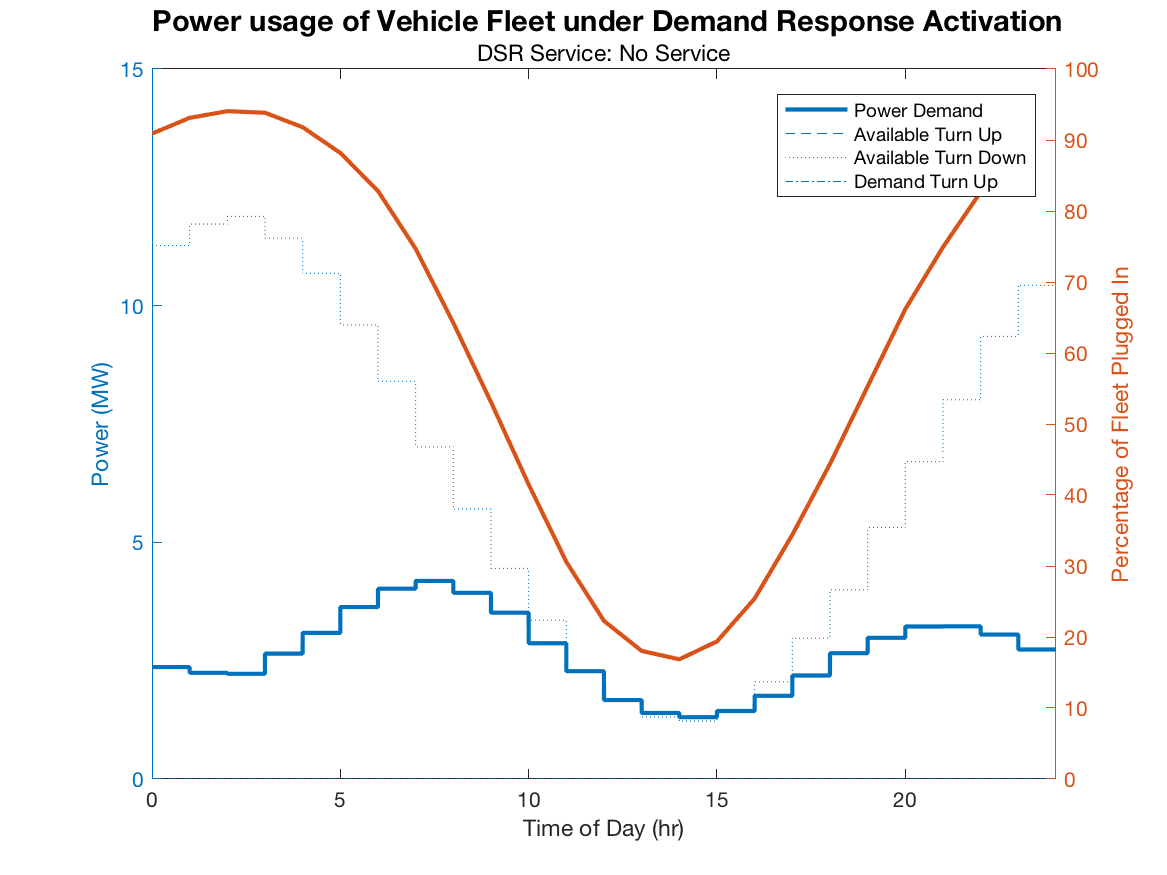 Power usage of Vehicle Fleet under Demand Response Activation
DSR Service: No Service
15
10
5
0
Power (MW)
Power Demand
Available Turn Up
Available Turn Down
Demand Turn Up
100
90
80
70
60
50
40
30
20
10
0
Percentage of Fleet Plugged In
0
5
10
15
20
Time of Day (hr)